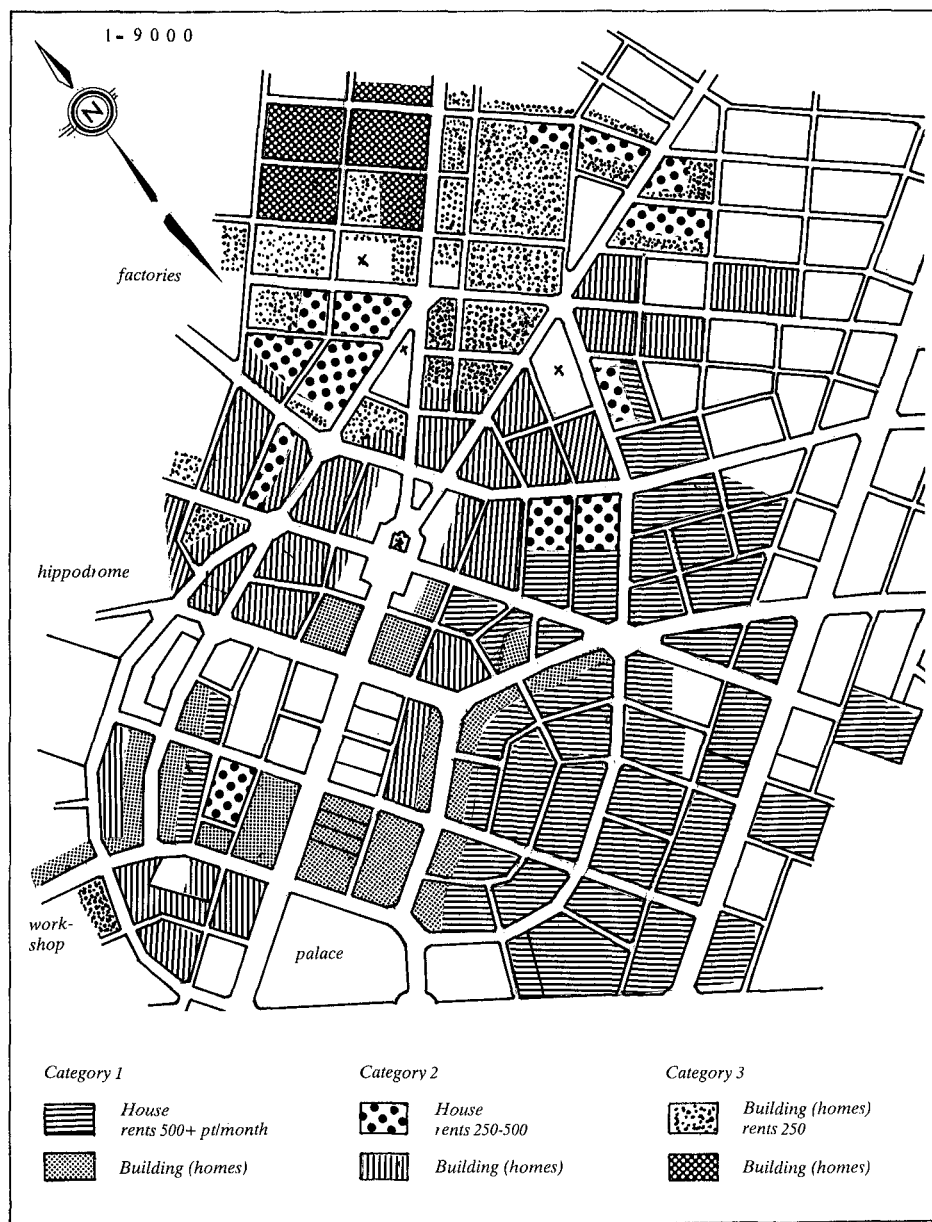 1-9000
N
factories
hippodrome
work-
shop
palace
Category 1
House
rents 500+ pt/month
Building (homes)
Category 2
House
rents 250-500
Building (homes)
Category 3
Building (homes)
rents 250
Building (homes)